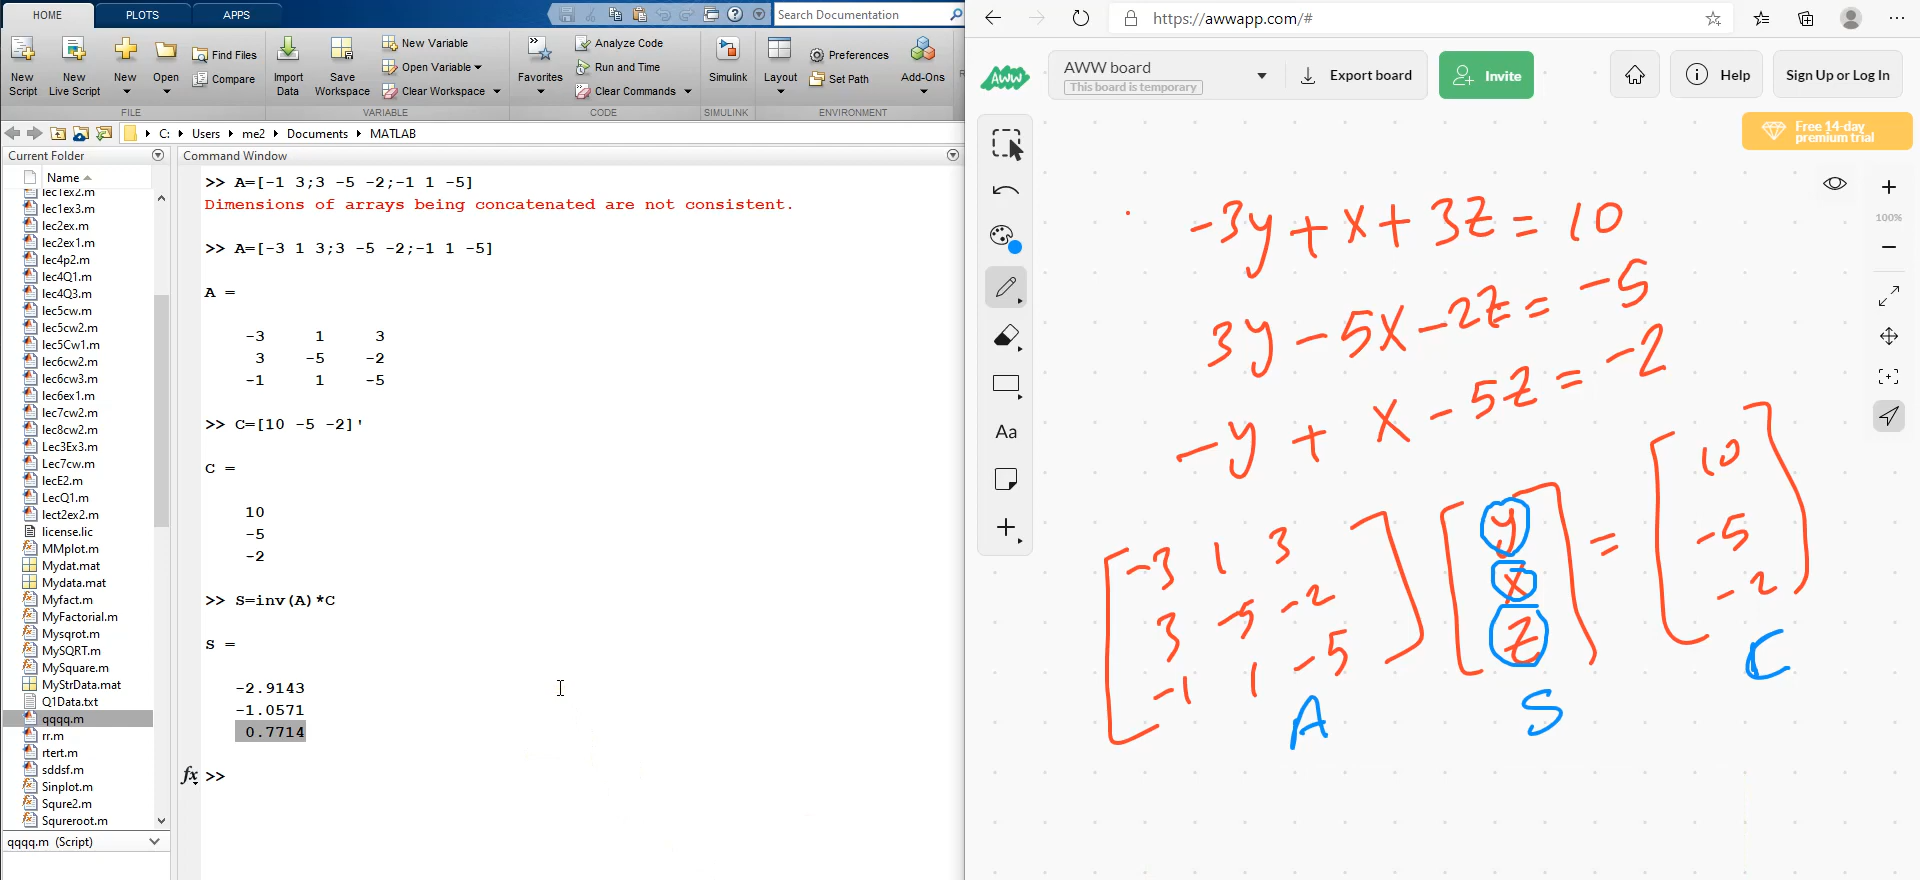 HOME PLOTS APPS Search Documentation
New Script
New Live Script
New
Open
Find Files
Compare
Import Data
Save Workspace
New Variable
Open Variable
Clear Workspace
Favorites
Analyze Code
Run and Time
Clear Commands
Simulink
Layout
Preferences
Set Path
Add-Ons
FILE VARIABLE CODE SIMULINK ENVIRONMENT
C: Users me2 Documents MATLAB
Current Folder
Name
lec1ex2.m
lec1ex3.m
lec2ex.m
lec2ex1.m
lec4p2.m
lec4Q1.m
lec4Q3.m
lec5cw.m
lec5cw2.m
lec5Cw1.m
lec6cw2.m
lec6cw3.m
lec6ex1.m
lec7cw2.m
lec8cw2.m
Lec3Ex3.m
Lec7cw.m
lecE2.m
LecQ1.m
lect2ex2.m
license.lic
MMplot.m
Mydat.mat
Mydata.mat
Myfact.m
MyFactorial.m
Mysqrot.m
MySQRT.m
MySquare.m
MyStrData.mat
Q1Data.txt
qqqq.m
rr.m
rtert.m
sddsf.m
Sinplot.m
Squre2.m
Squreroot.m
qqqq.m (Script)
Command Window
>> A=[-1 3;3 -5 -2;-1 1 -5]
Dimensions of arrays being concatenated are not consistent.
>> A=[-3 1 3;3 -5 -2;-1 1 -5]
A =
-3 1 3
3 -5 -2
-1 1 -5
>> C=[10 -5 -2]'
C =
10
-5
-2
>> S=inv(A)*C
S =
-2.9143
-1.0571
0.7714
fx >>
https://awwapp.com/#
AWW
AWW board
This board is temporary
Export board
Invite
Help
Sign Up or Log In
Free 14-day
premium trial
100%
Aa
-3y+x+3z=10
3y-5x-2z=-5
-y+x-5z=-2
[-3 1 3
3 -5 -2
-1 1 -5]
[y
x
z]
=
[10
-5
-2]
A S C